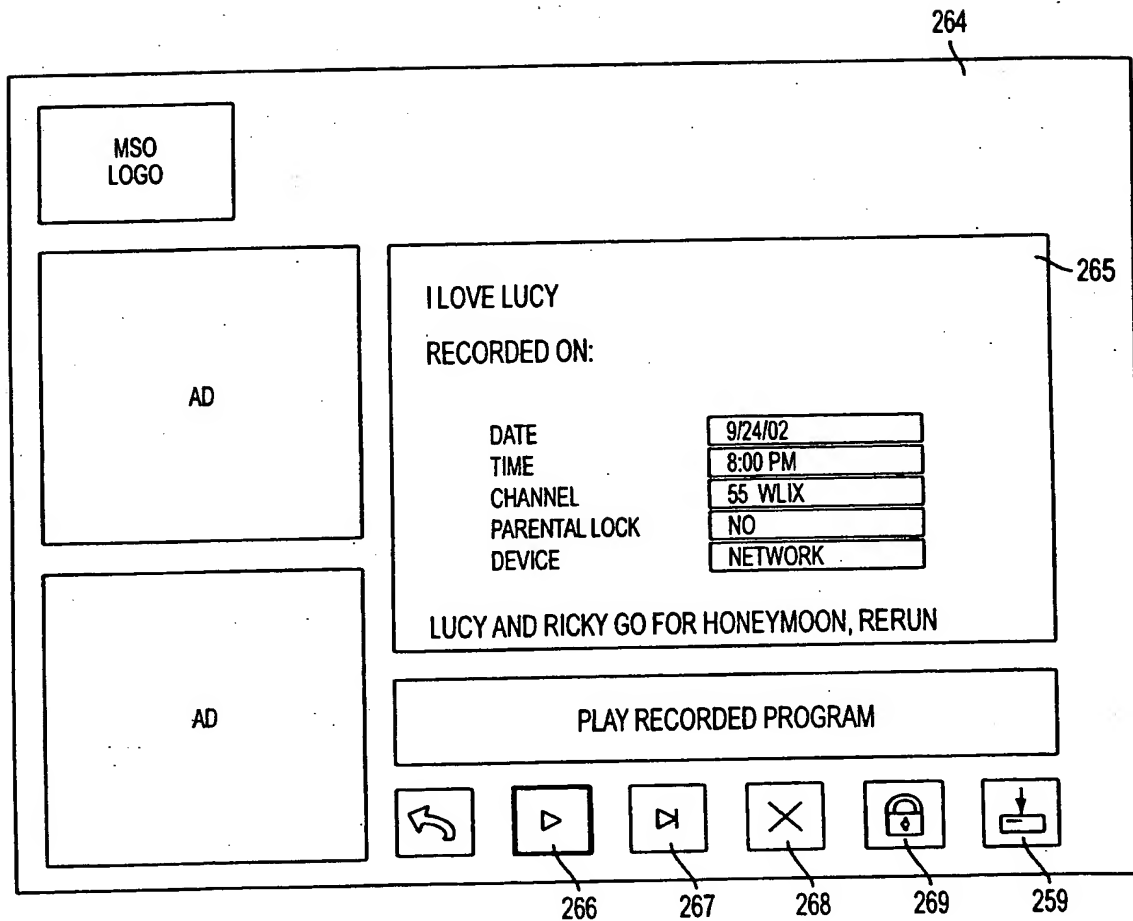 264
MSO
LOGO
265
I LOVE LUCY
RECORDED ON:
AD
DATE 9/24/02
TIME 8:00 PM
CHANNEL 55 WLIX
PARENTAL LOCK NO
DEVICE NETWORK
LUCY AND RICKY GO FOR HONEYMOON, RERUN
AD
PLAY RECORDED PROGRAM
266 267 268 269 259